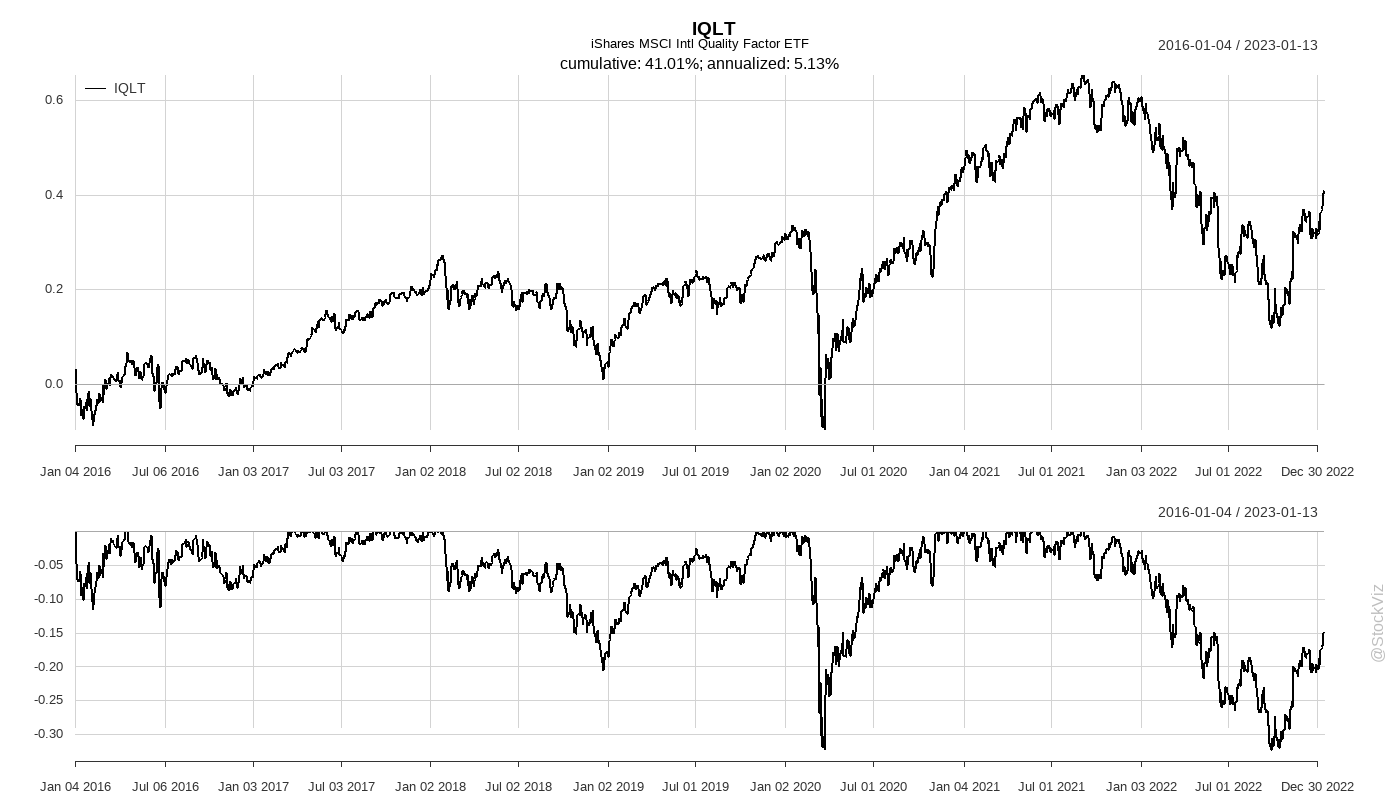 IQLT
iShares MSCI Intl Quality Factor ETF
cumulative: 41.01%; annualized: 5.13%
2016-01-04 / 2023-01-13
IQLT
0.6
0.4
0.2
0.0
Jan 04 2016 Jul 06 2016 Jan 03 2017 Jul 03 2017 Jan 02 2018 Jul 02 2018 Jan 02 2019 Jul 01 2019 Jan 02 2020 Jul 01 2020 Jan 04 2021 Jul 01 2021 Jan 03 2022 Jul 01 2022 Dec 30 2022
2016-01-04 / 2023-01-13
-0.05
-0.10
-0.15
-0.20
-0.25
-0.30
Jan 04 2016 Jul 06 2016 Jan 03 2017 Jul 03 2017 Jan 02 2018 Jul 02 2018 Jan 02 2019 Jul 01 2019 Jan 02 2020 Jul 01 2020 Jan 04 2021 Jul 01 2021 Jan 03 2022 Jul 01 2022 Dec 30 2022
@StockViz